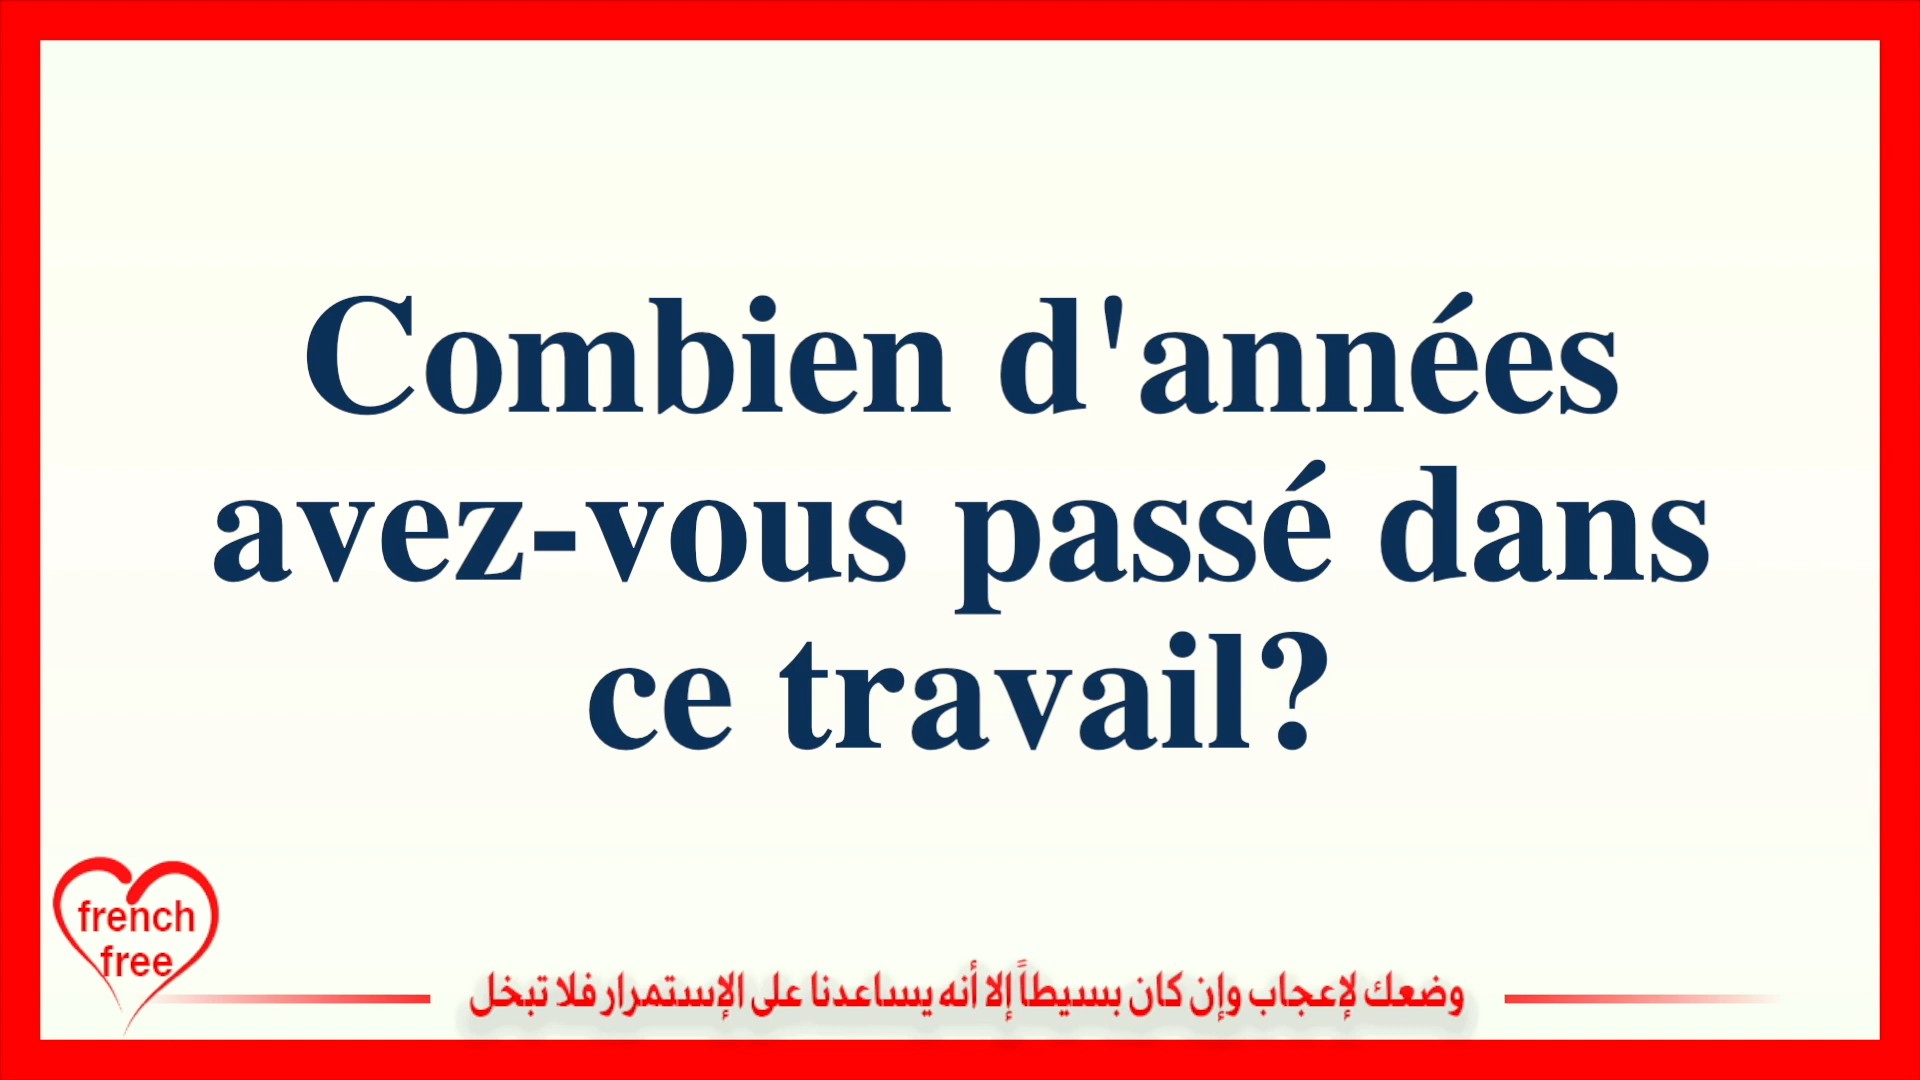 Combien d'années
avez-vous passé dans
ce travail?
french
free
وضعك لإعجاب وإن كان بسيطاً إلا أنه يساعدنا على الإستمرار فلا تبخل